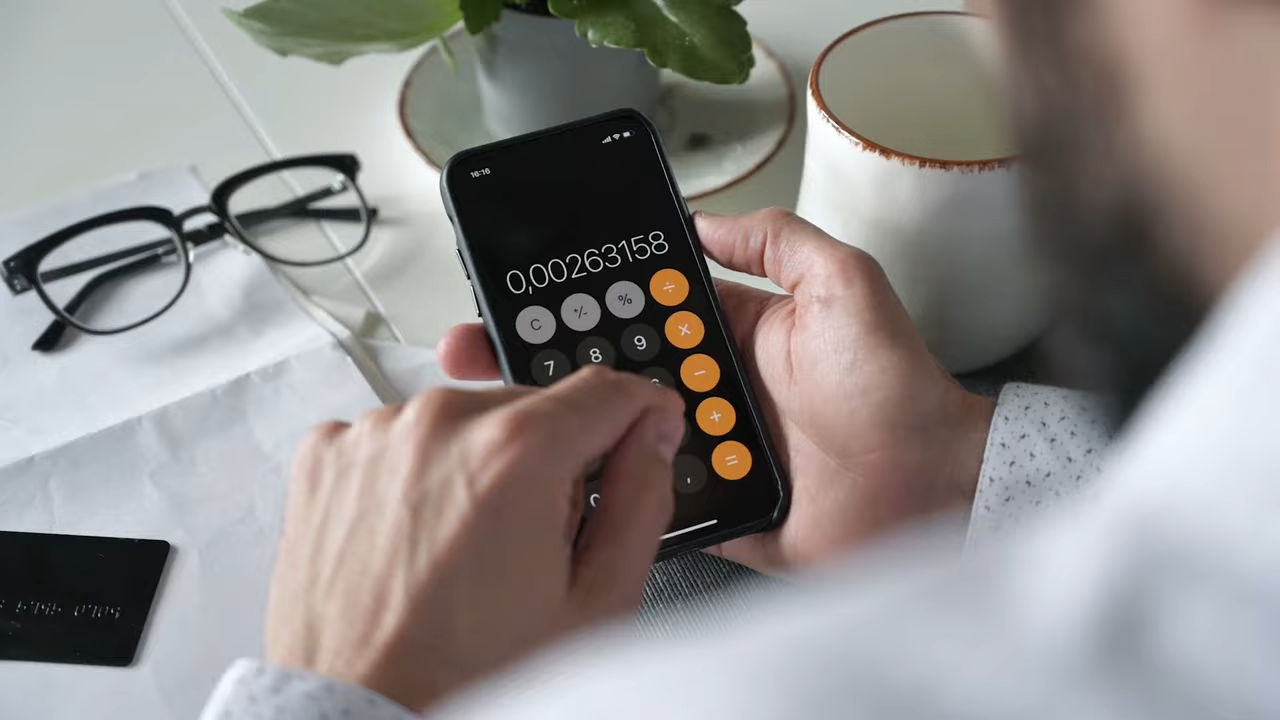 16:16
0,00263158
C +/- % ÷
7 8 9 ×
−
+
, =